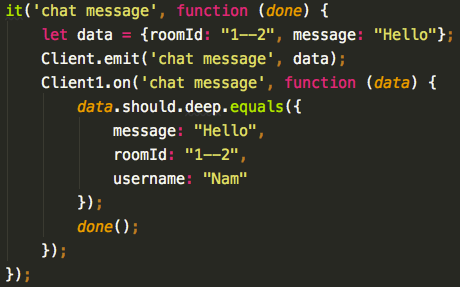 it('chat message', function (done) {
    let data = {roomId: "1--2", message: "Hello"};
    Client.emit('chat message', data);
    Client1.on('chat message', function (data) {
        data.should.deep.equals({
            message: "Hello",
            roomId: "1--2",
            username: "Nam"
        });
        done();
    });
});